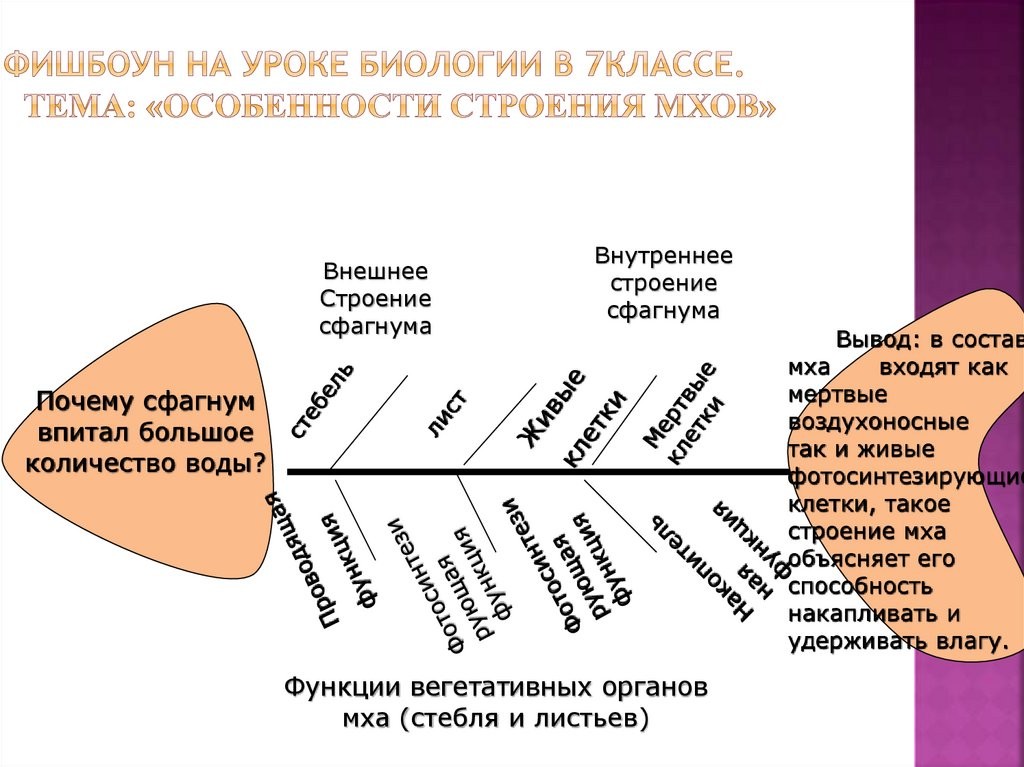 ФИШБОУН НА УРОКЕ БИОЛОГИИ В 7КЛАССЕ.
ТЕМА: «ОСОБЕННОСТИ СТРОЕНИЯ МХОВ»
Внешнее
Строение
сфагнума
Внутреннее
строение
сфагнума
Почему сфагнум
впитал большое
количество воды?
стебель
лист
Живые
клетки
Мертвые
клетки
Проводящая
функция
Фотосинтези
рующая
функция
Фотосинтези
рующая
функция
Накопитель
ная
функция
Вывод: в состав
мха входят как
мертвые
воздухоносные
так и живые
фотосинтезирующие
клетки, такое
строение мха
объясняет его
способность
накапливать и
удерживать влагу.
Функции вегетативных органов
мха (стебля и листьев)